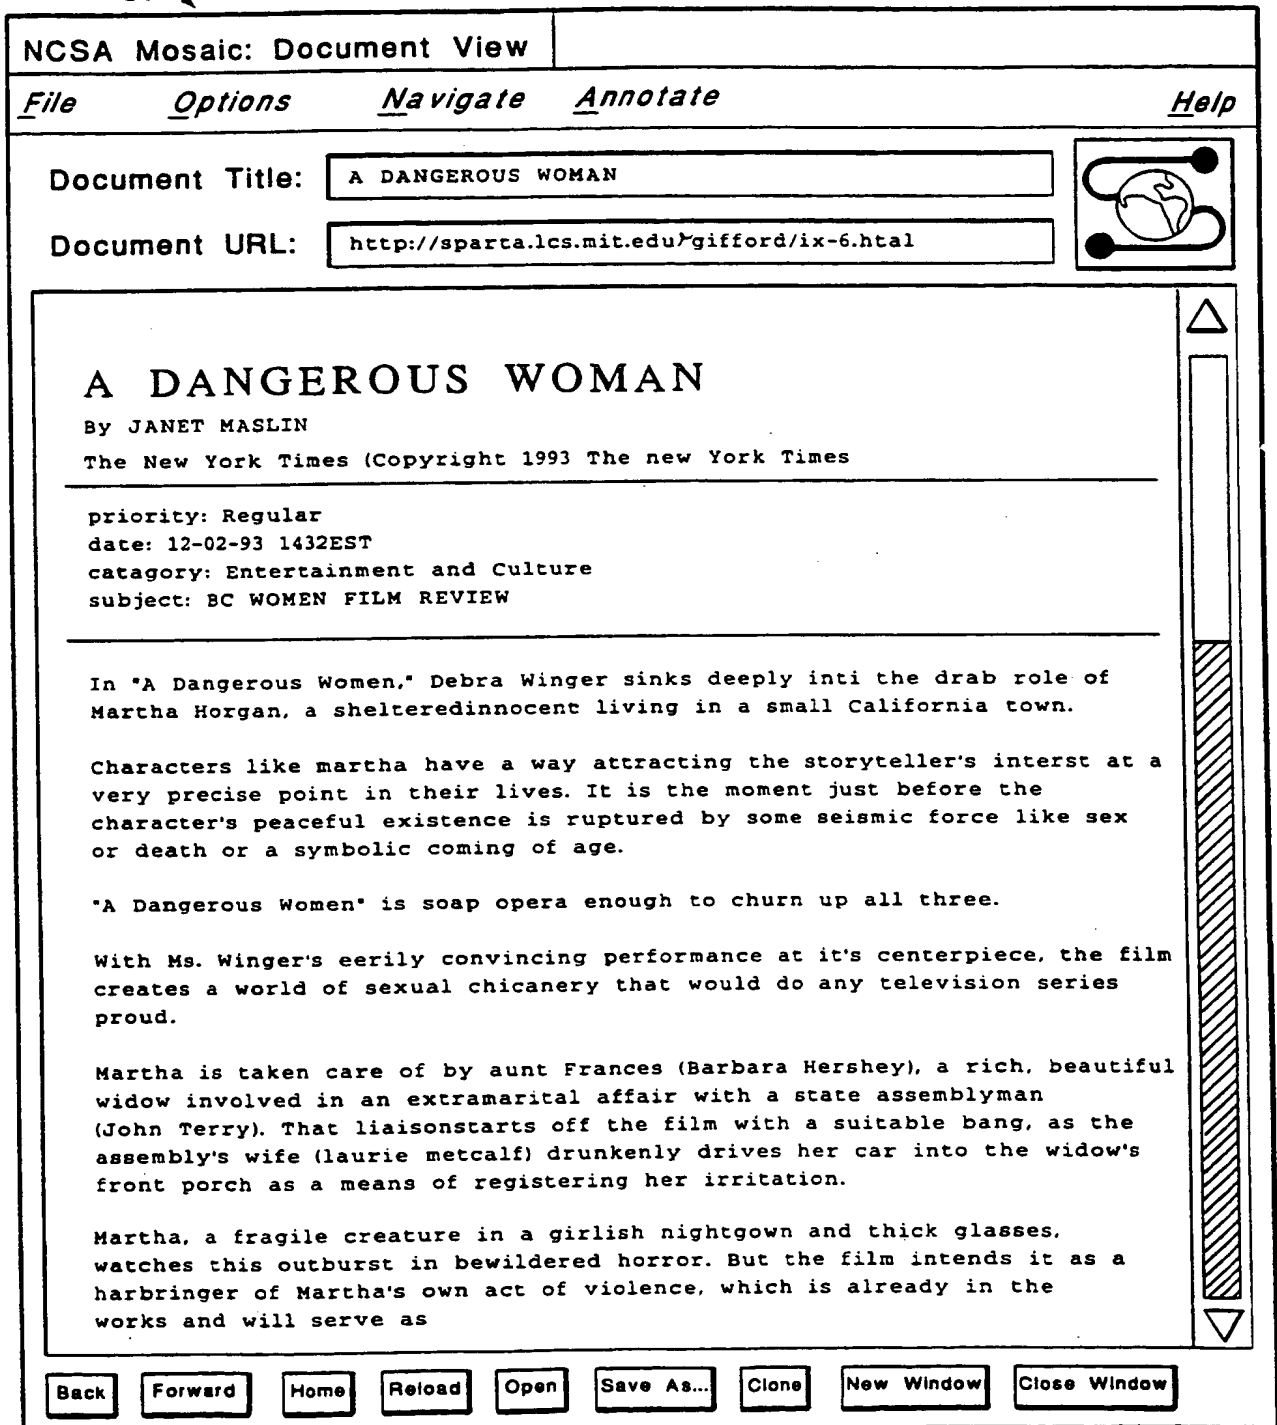 NCSA Mosaic: Document View
File Options Navigate Annotate Help
Document Title: A DANGEROUS WOMAN
Document URL: http://sparta.lcs.mit.edu/~gifford/ix-6.htal
A DANGEROUS WOMAN
By JANET MASLIN
The New York Times (Copyright 1993 The new York Times
priority: Regular
date: 12-02-93 1432EST
catagory: Entertainment and Culture
subject: BC WOMEN FILM REVIEW
In "A Dangerous Women," Debra Winger sinks deeply inti the drab role of
Martha Horgan, a shelteredinnocent living in a small California town.
Characters like martha have a way attracting the storyteller's interst at a
very precise point in their lives. It is the moment just before the
character's peaceful existence is ruptured by some seismic force like sex
or death or a symbolic coming of age.
"A Dangerous Women" is soap opera enough to churn up all three.
With Ms. Winger's eerily convincing performance at it's centerpiece, the film
creates a world of sexual chicanery that would do any television series
proud.
Martha is taken care of by aunt Frances (Barbara Hershey), a rich, beautiful
widow involved in an extramarital affair with a state assemblyman
(John Terry). That liaisonstarts off the film with a suitable bang, as the
assembly's wife (laurie metcalf) drunkenly drives her car into the widow's
front porch as a means of registering her irritation.
Martha, a fragile creature in a girlish nightgown and thick glasses,
watches this outburst in bewildered horror. But the film intends it as a
harbringer of Martha's own act of violence, which is already in the
works and will serve as
Back Forward Home Reload Open Save As... Clone New Window Close Window